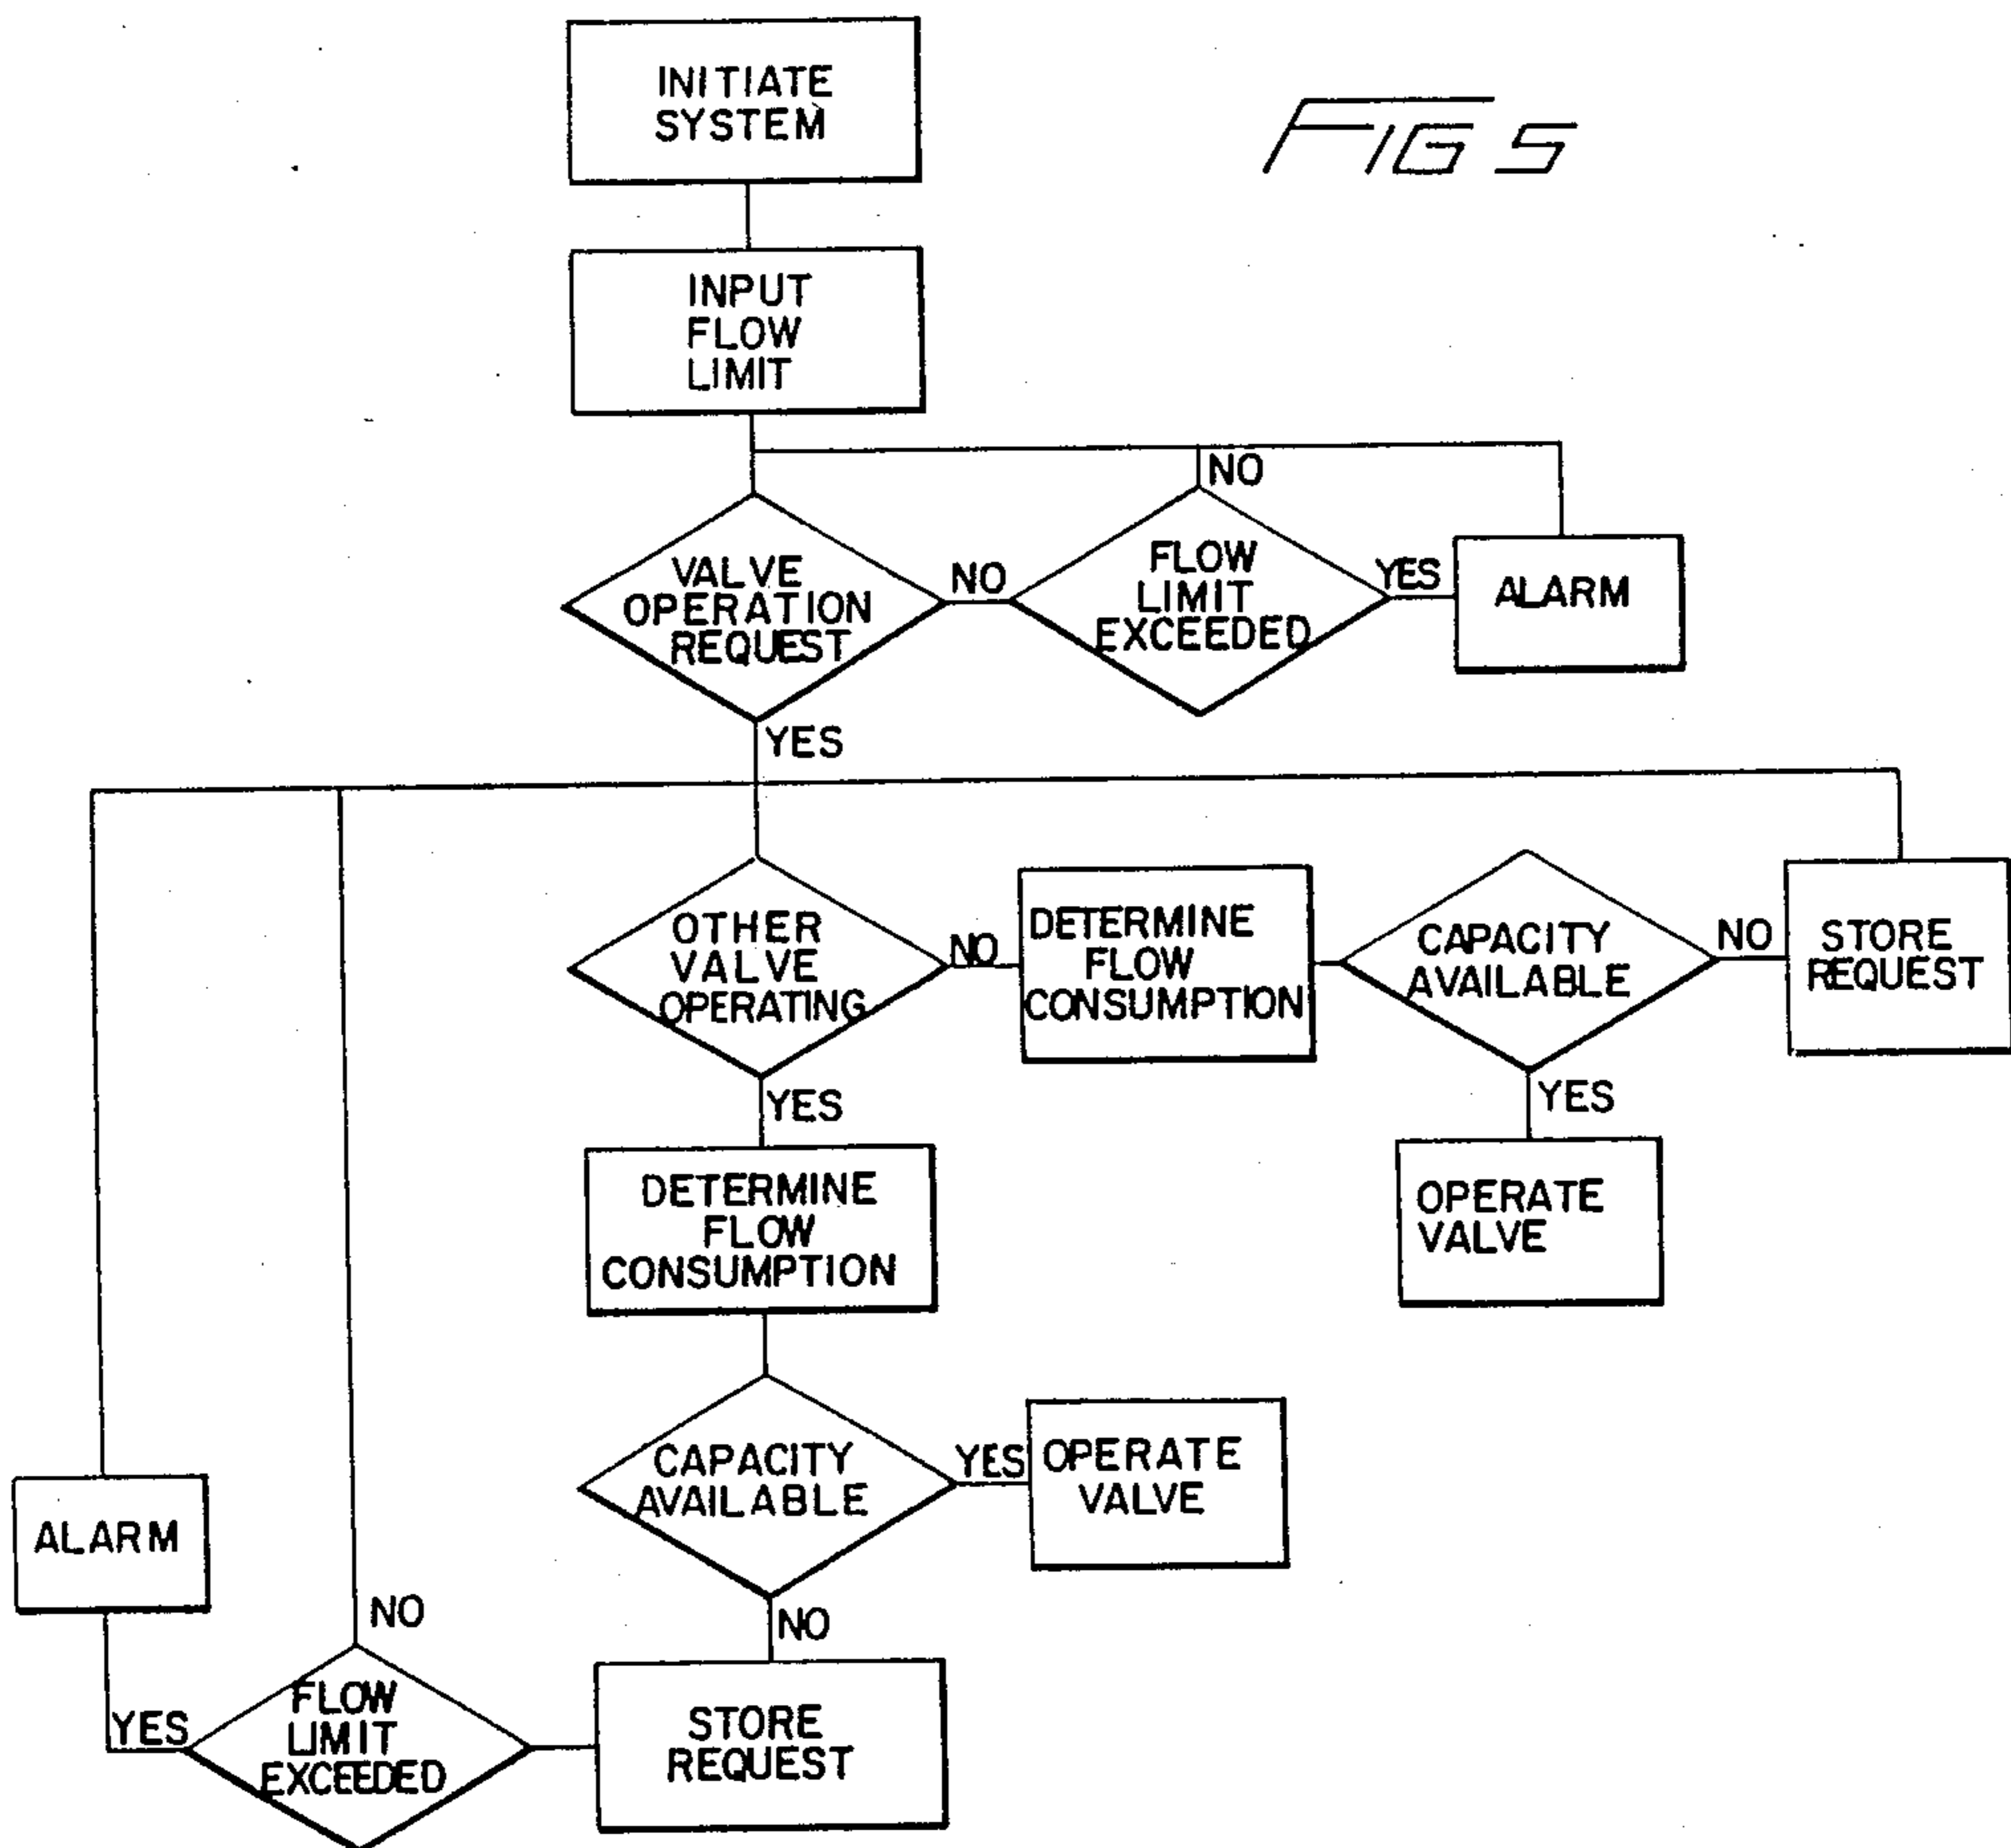 INITIATE
SYSTEM
FIG 5
INPUT
FLOW
LIMIT
NO
VALVE
OPERATION
REQUEST
NO
FLOW
LIMIT
EXCEEDED
YES
ALARM
YES
OTHER
VALVE
OPERATING
NO
DETERMINE
FLOW
CONSUMPTION
CAPACITY
AVAILABLE
NO
STORE
REQUEST
YES
YES
DETERMINE
FLOW
CONSUMPTION
OPERATE
VALVE
CAPACITY
AVAILABLE
YES
OPERATE
VALVE
ALARM
NO
NO
YES
FLOW
LIMIT
EXCEEDED
STORE
REQUEST